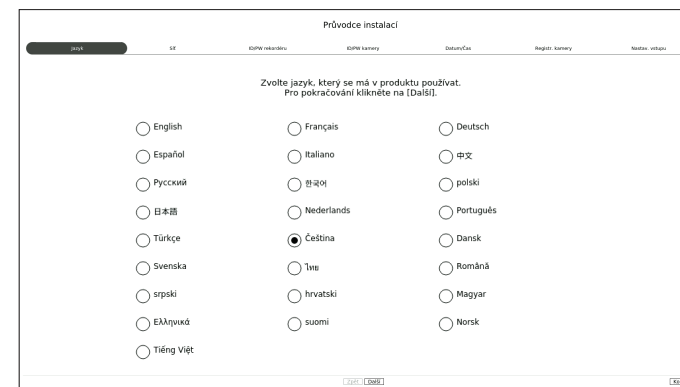 Průvodce instalací
Jazyk Síť ID/PW rekordéru ID/PW kamery Datum/Čas Registr. kamery Nastav. vstupu
Zvolte jazyk, který se má v produktu používat.
Pro pokračování klikněte na [Další].
English Français Deutsch
Español Italiano 中文
Русский 한국어 polski
日本語 Nederlands Português
Türkçe Čeština Dansk
Svenska ไทย Română
srpski hrvatski Magyar
Ελληνικά suomi Norsk
Tiếng Việt
Zpět Další